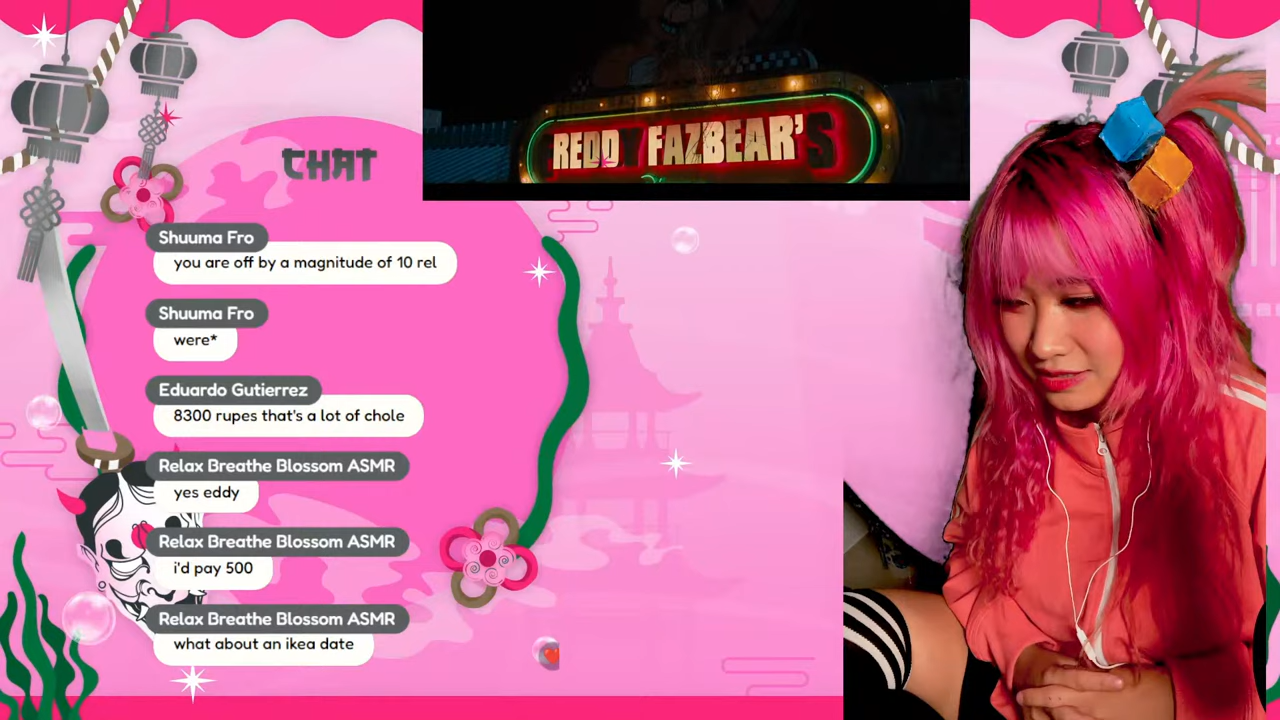 REDDY FAZBEAR'S
CHAT
Shuuma Fro
you are off by a magnitude of 10 rel
Shuuma Fro
were*
Eduardo Gutierrez
8300 rupes that's a lot of chole
Relax Breathe Blossom ASMR
yes eddy
Relax Breathe Blossom ASMR
i'd pay 500
Relax Breathe Blossom ASMR
what about an ikea date